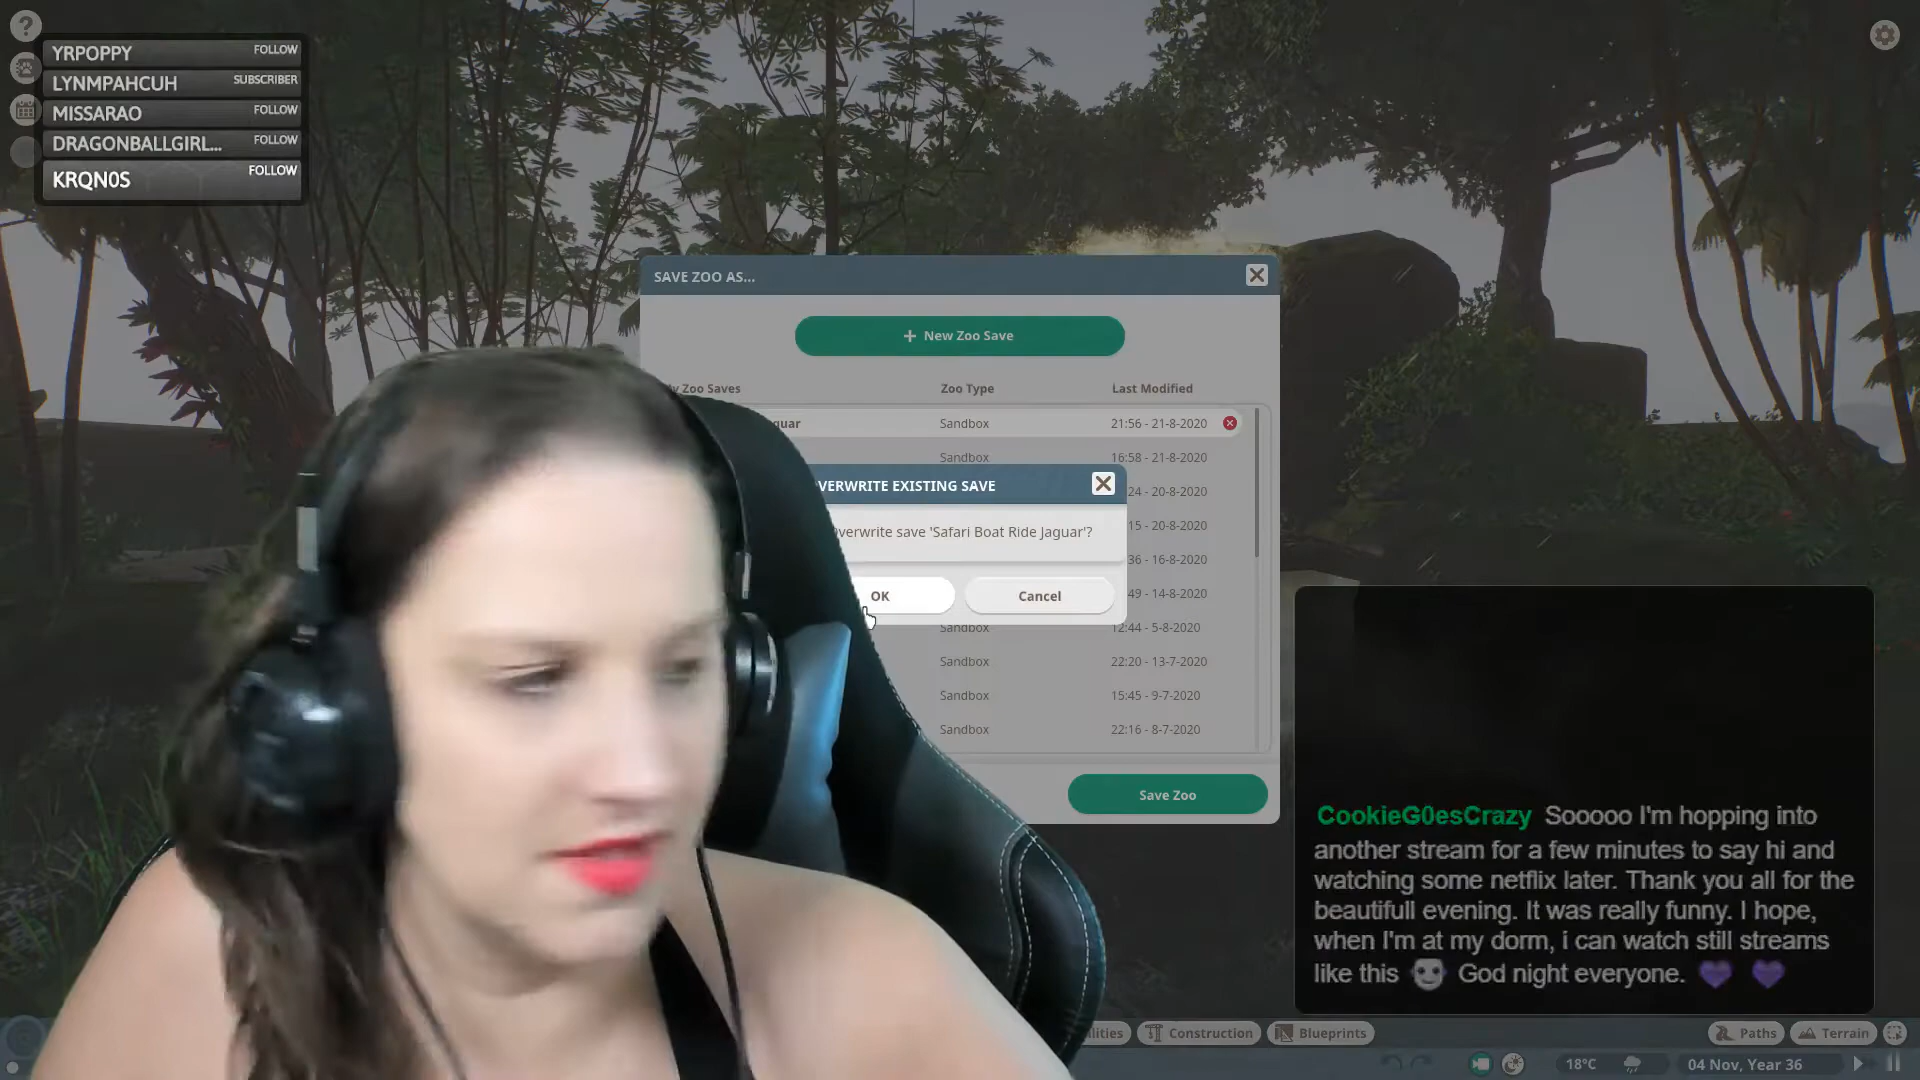 ?
YRPOPPY FOLLOW
LYNMPAHCUH SUBSCRIBER
MISSARAO FOLLOW
DRAGONBALLGIRL... FOLLOW
KRQN0S FOLLOW
SAVE ZOO AS...
+ New Zoo Save
Zoo Saves Zoo Type Last Modified
Sandbox 21:56 - 21-8-2020
Sandbox 16:58 - 21-8-2020
24 - 20-8-2020
15 - 20-8-2020
36 - 16-8-2020
49 - 14-8-2020
Sandbox 12:44 - 5-8-2020
Sandbox 22:20 - 13-7-2020
Sandbox 15:45 - 9-7-2020
Sandbox 22:16 - 8-7-2020
VERWRITE EXISTING SAVE
verwrite save 'Safari Boat Ride Jaguar'?
OK Cancel
Save Zoo
CookieG0esCrazy Sooooo I'm hopping into
another stream for a few minutes to say hi and
watching some netflix later. Thank you all for the
beautifull evening. It was really funny. I hope,
when I'm at my dorm, i can watch still streams
like this God night everyone.
lities Construction Blueprints Paths Terrain
18°C 04 Nov, Year 36